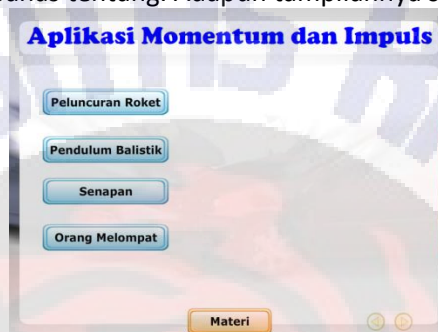 Aplikasi Momentum dan Impuls
Peluncuran Roket
Pendulum Balistik
Senapan
Orang Melompat
Materi